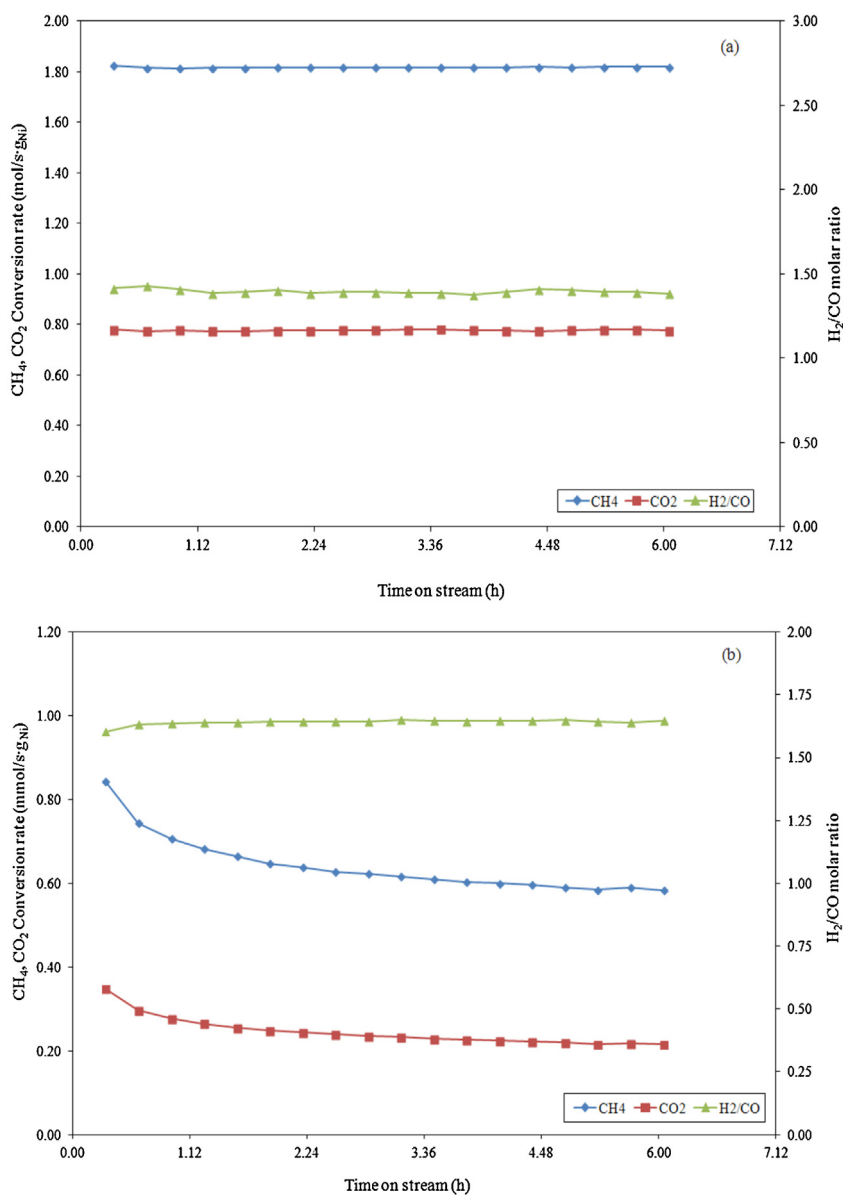 (a)
CH4, CO2 Conversion rate (mol/s·gNi)
2.00
1.80
1.60
1.40
1.20
1.00
0.80
0.60
0.40
0.20
0.00
3.00
2.50
2.00
1.50
1.00
0.50
0.00
H2/CO molar ratio
CH4 CO2 H2/CO
0.00 1.12 2.24 3.36 4.48 6.00 7.12
Time on stream (h)
(b)
CH4, CO2 Conversion rate (mmol/s·gNi)
1.20
1.00
0.80
0.60
0.40
0.20
0.00
2.00
1.75
1.50
1.25
1.00
0.75
0.50
0.25
0.00
H2/CO molar ratio
CH4 CO2 H2/CO
0.00 1.12 2.24 3.36 4.48 6.00 7.12
Time on stream (h)